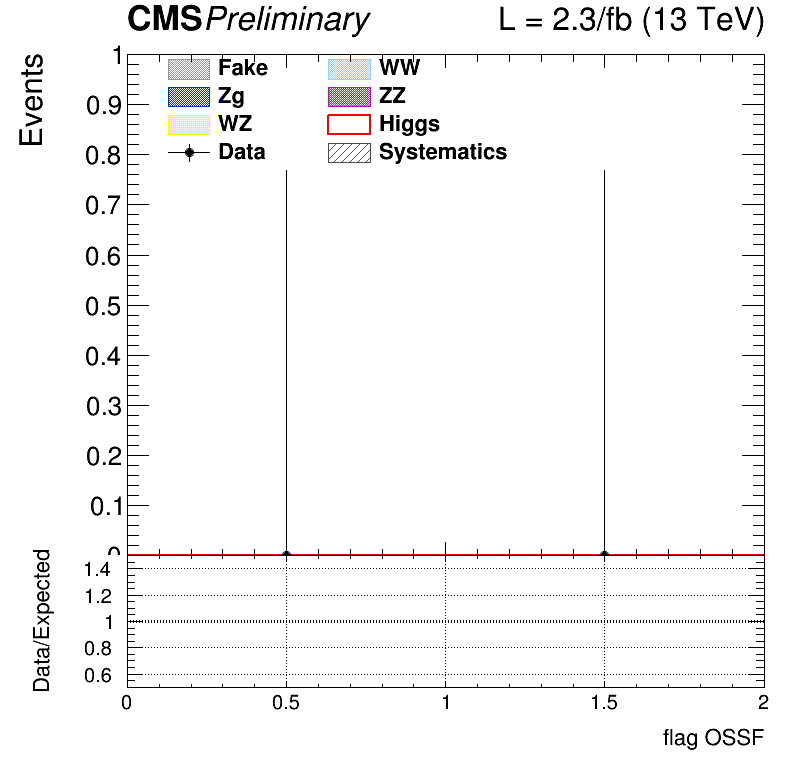 CMSPreliminary L = 2.3/fb (13 TeV)
Events
1
0.9
0.8
0.7
0.6
0.5
0.4
0.3
0.2
0.1
0
Fake WW
Zg ZZ
WZ Higgs
Data Systematics
Data/Expected
1.4
1.2
1
0.8
0.6
0 0.5 1 1.5 2
flag OSSF